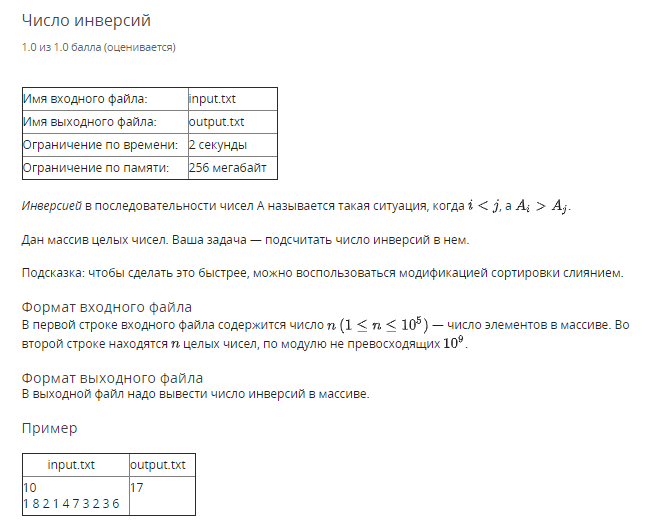 Число инверсий
1.0 из 1.0 балла (оценивается)
Имя входного файла: input.txt
Имя выходного файла: output.txt
Ограничение по времени: 2 секунды
Ограничение по памяти: 256 мегабайт
Инверсией в последовательности чисел A называется такая ситуация, когда i < j, а A_i > A_j.
Дан массив целых чисел. Ваша задача — подсчитать число инверсий в нем.
Подсказка: чтобы сделать это быстрее, можно воспользоваться модификацией сортировки слиянием.
Формат входного файла
В первой строке входного файла содержится число n (1 ≤ n ≤ 10^5) — число элементов в массиве. Во
второй строке находятся n целых чисел, по модулю не превосходящих 10^9.
Формат выходного файла
В выходной файл надо вывести число инверсий в массиве.
Пример
input.txt output.txt
10 17
1 8 2 1 4 7 3 2 3 6